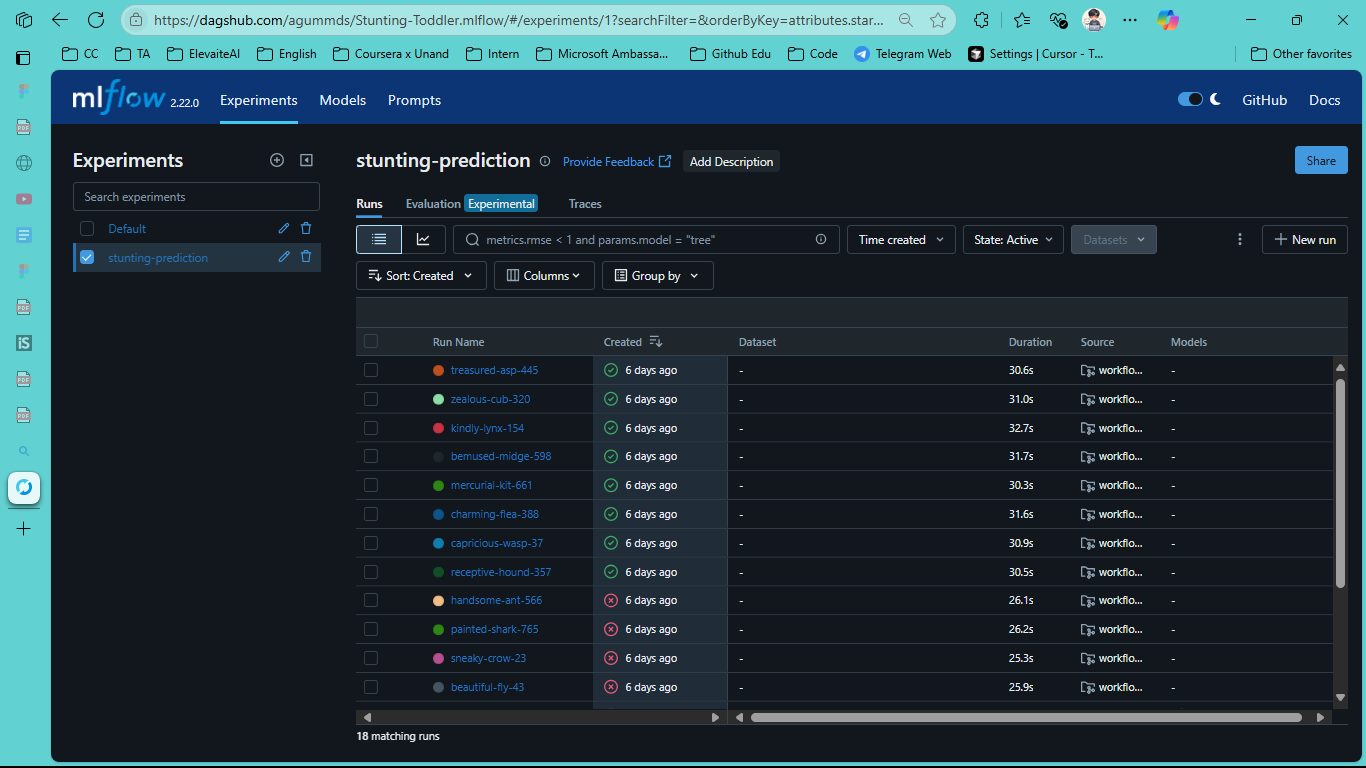 https://dagshub.com/agummds/Stunting-Toddler.mlflow/#/experiments/1?searchFilter=&orderByKey=attributes.star...
CC TA ElevaiteAI English Coursera x Unand Intern Microsoft Ambassa... Github Edu Code Telegram Web Settings | Cursor - T... Other favorites
mlflow 2.22.0 Experiments Models Prompts GitHub Docs
Experiments
Search experiments
Default
stunting-prediction
stunting-prediction Provide Feedback Add Description Share
Runs Evaluation Experimental Traces
metrics.rmse < 1 and params.model = "tree" Time created State: Active Datasets New run
Sort: Created Columns Group by
Run Name Created Dataset Duration Source Models
treasured-asp-445 6 days ago - 30.6s workflo... -
zealous-cub-320 6 days ago - 31.0s workflo... -
kindly-lynx-154 6 days ago - 32.7s workflo... -
bemused-midge-598 6 days ago - 31.7s workflo... -
mercurial-kit-661 6 days ago - 30.3s workflo... -
charming-flea-388 6 days ago - 31.6s workflo... -
capricious-wasp-37 6 days ago - 30.9s workflo... -
receptive-hound-357 6 days ago - 30.5s workflo... -
handsome-ant-566 6 days ago - 26.1s workflo... -
painted-shark-765 6 days ago - 26.2s workflo... -
sneaky-crow-23 6 days ago - 25.3s workflo... -
beautiful-fly-43 6 days ago - 25.9s workflo... -
18 matching runs
PDF
PDF
iS
PDF
PDF